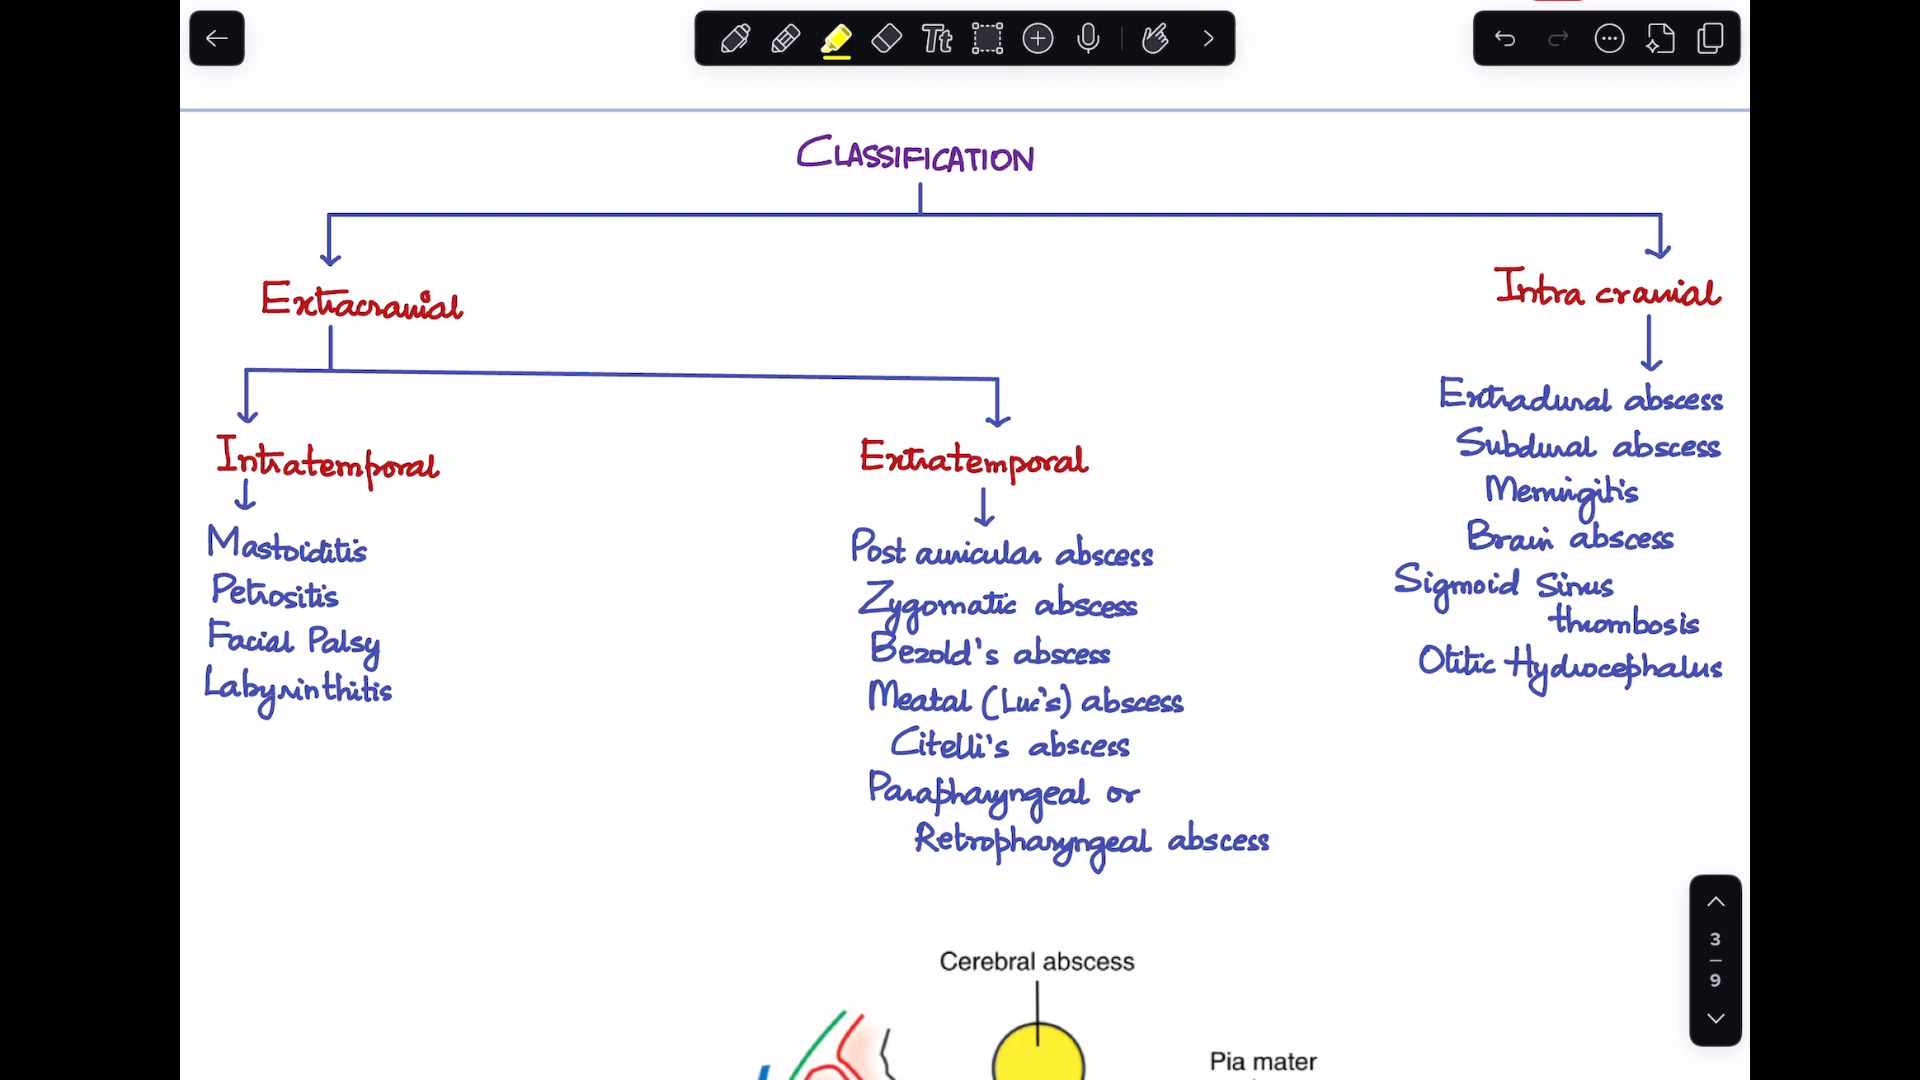 Tt
CLASSIFICATION
Extracranial
Intra cranial
Intratemporal
Mastoiditis
Petrositis
Facial Palsy
Labyrinthitis
Extratemporal
Post auricular abscess
Zygomatic abscess
Bezold's abscess
Meatal (Luc's) abscess
Citelli's abscess
Parapharyngeal or
Retropharyngeal abscess
Extradural abscess
Subdural abscess
Meningitis
Brain abscess
Sigmoid Sinus
thrombosis
Otitic Hydrocephalus
Cerebral abscess
Pia mater
3
9